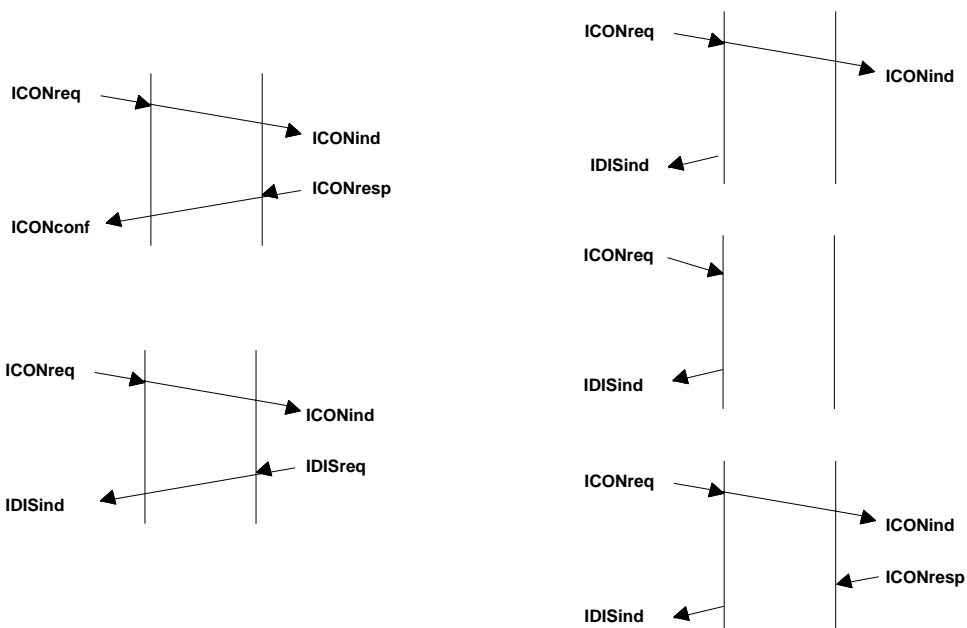 ICONreq
ICONind
ICONresp
ICONconf
ICONreq
ICONind
IDISreq
IDISind
ICONreq
ICONind
IDISind
ICONreq
IDISind
ICONreq
ICONind
ICONresp
IDISind